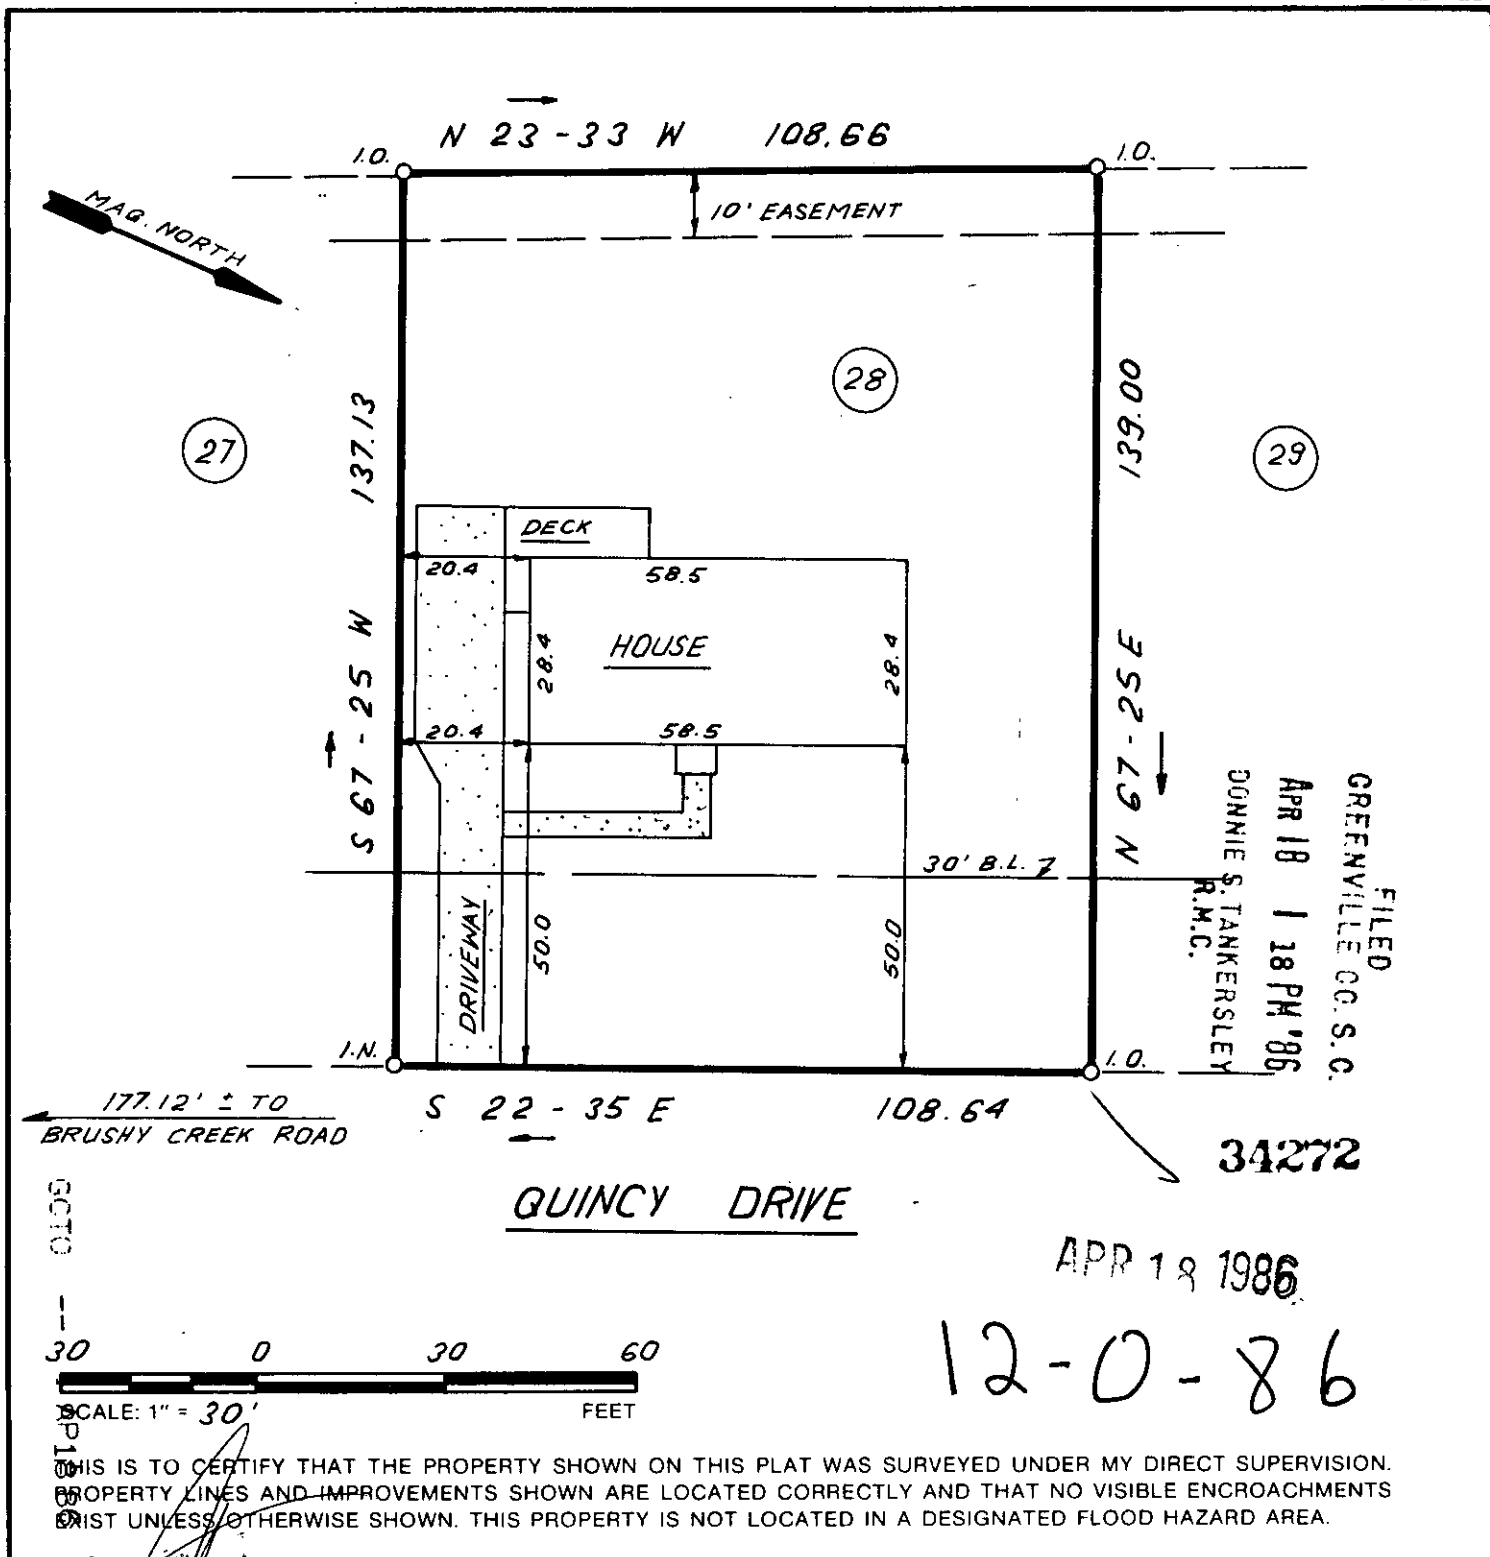 N 23-33 W 108.66
I.O.
I.O.
MAG. NORTH
10' EASEMENT
28
27
29
137.13
139.00
DECK
20.4
58.5
HOUSE
28.4
28.4
S 67-25 W
N 67-25 E
20.4
58.5
30' B.L.
DRIVEWAY
50.0
50.0
FILED
GREENVILLE CO. S.C.
APR 18 1 18 PM '86
DONNIE S. TANKERSLEY
R.M.C.
I.N.
I.O.
177.12' ± TO
BRUSHY CREEK ROAD
S 22-35 E 108.64
34272
QUINCY DRIVE
GCTO
APR 18 1986
12-0-86
30 0 30 60
SCALE: 1" = 30' FEET
THIS IS TO CERTIFY THAT THE PROPERTY SHOWN ON THIS PLAT WAS SURVEYED UNDER MY DIRECT SUPERVISION.
PROPERTY LINES AND IMPROVEMENTS SHOWN ARE LOCATED CORRECTLY AND THAT NO VISIBLE ENCROACHMENTS
EXIST UNLESS OTHERWISE SHOWN. THIS PROPERTY IS NOT LOCATED IN A DESIGNATED FLOOD HAZARD AREA.